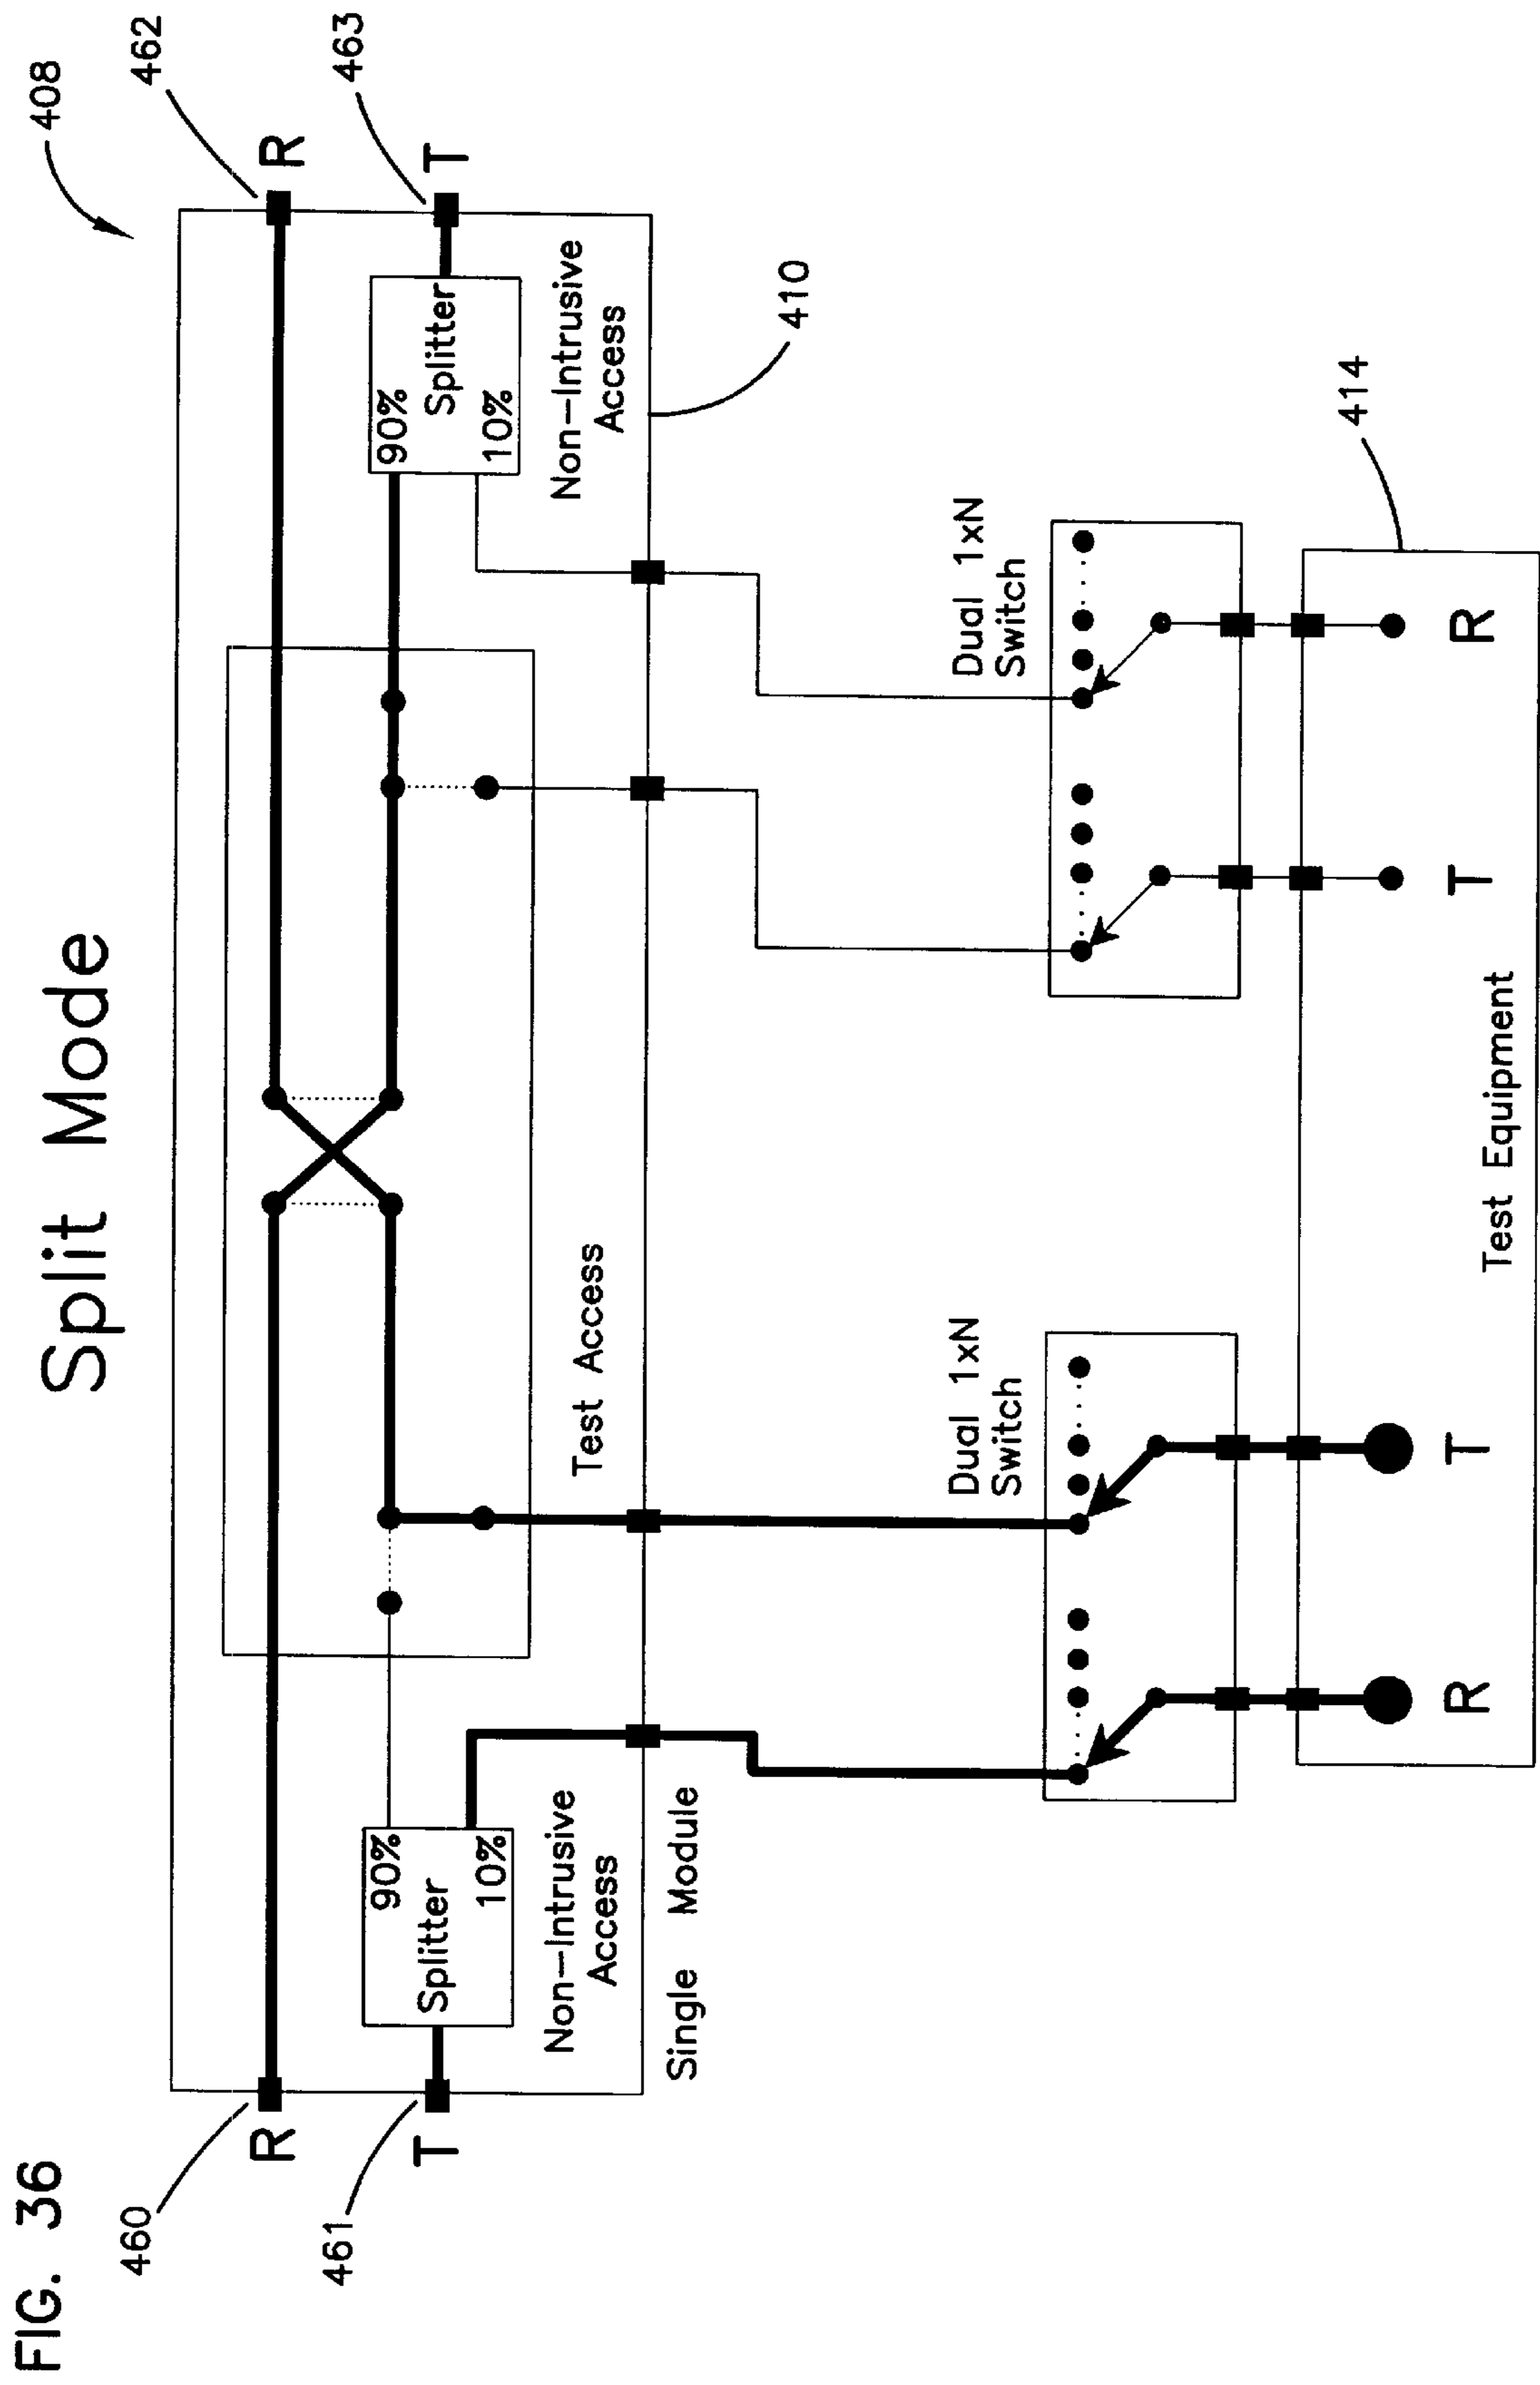 FIG. 36
Split Mode
408
460
R
461
T
462
R
463
T
Splitter
90%
10%
Non-Intrusive
Access
Test Access
90%
Splitter
10%
Non-Intrusive
Access
410
Single Module
Dual 1xN
Switch
Dual 1xN
Switch
414
R
T
T
R
Test Equipment